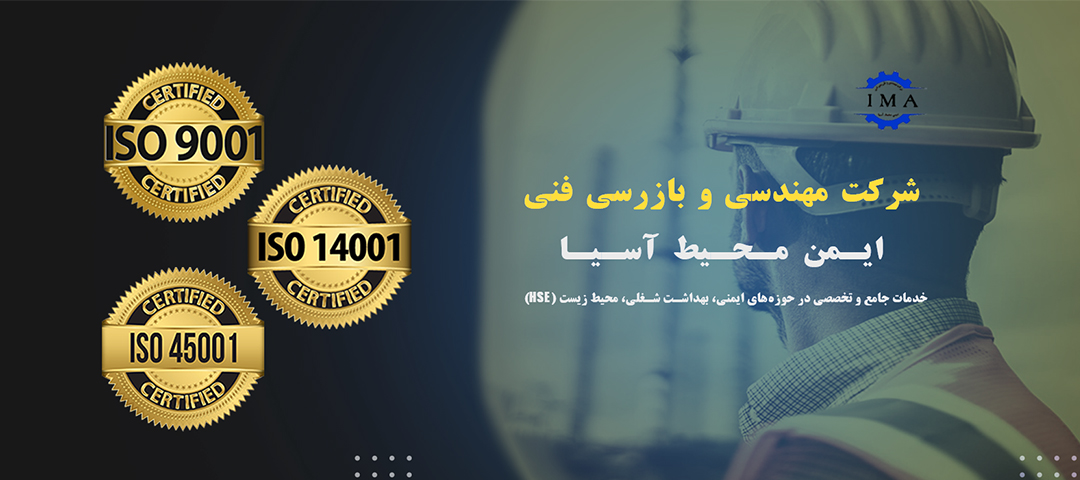 CERTIFIED
ISO 9001
CERTIFIED
CERTIFIED
ISO 14001
CERTIFIED
CERTIFIED
ISO 45001
CERTIFIED
IMA
شرکت مهندسی و بازرسی فنی
ایمن محیط آسیا
خدمات جامع و تخصصی در حوزه‌های ایمنی، بهداشت شغلی، محیط زیست (HSE)